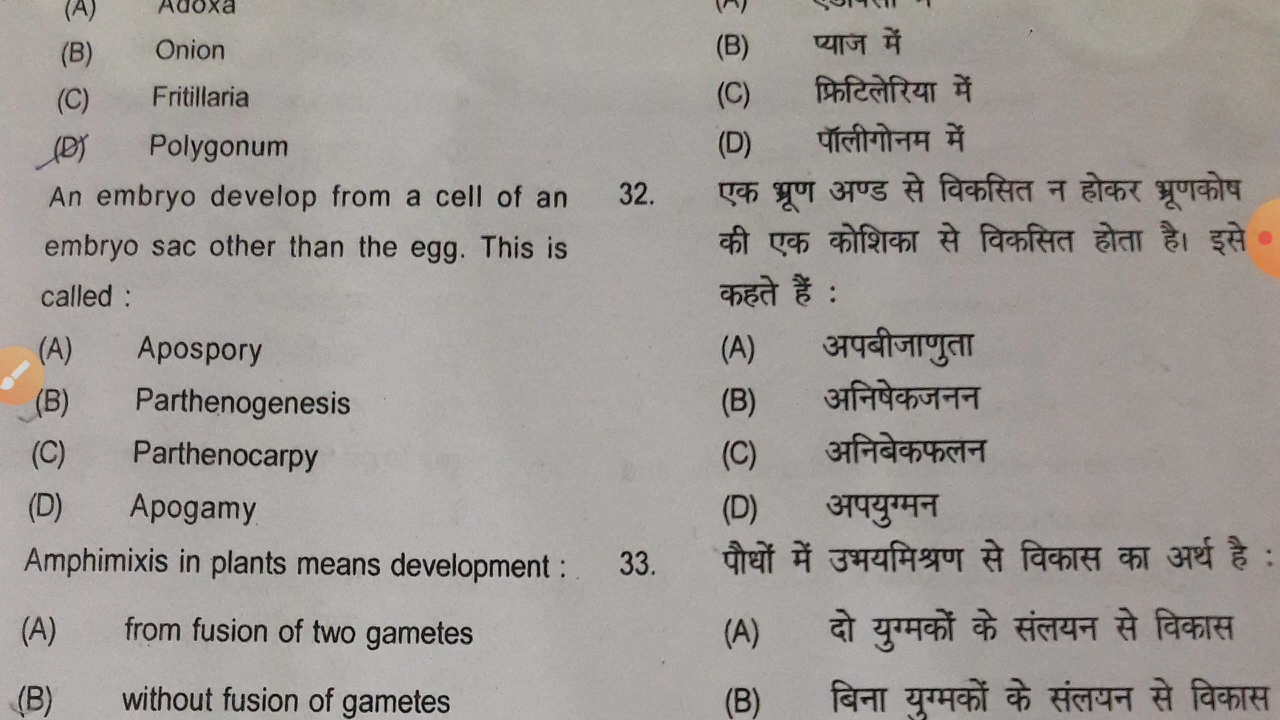 (A) Adoxa
(B) Onion
(C) Fritillaria
(D) Polygonum
An embryo develop from a cell of an
embryo sac other than the egg. This is
called :
(A) Apospory
(B) Parthenogenesis
(C) Parthenocarpy
(D) Apogamy
Amphimixis in plants means development :
(A) from fusion of two gametes
(B) without fusion of gametes
(A) में
(B) प्याज में
(C) फ्रिटिलेरिया में
(D) पॉलीगोनम में
32. एक भ्रूण अण्ड से विकसित न होकर भ्रूणकोष
की एक कोशिका से विकसित होता है। इसे
कहते हैं :
(A) अपबीजाणुता
(B) अनिषेकजनन
(C) अनिबेकफलन
(D) अपयुग्मन
33. पौधों में उभयमिश्रण से विकास का अर्थ है :
(A) दो युग्मकों के संलयन से विकास
(B) बिना युग्मकों के संलयन से विकास